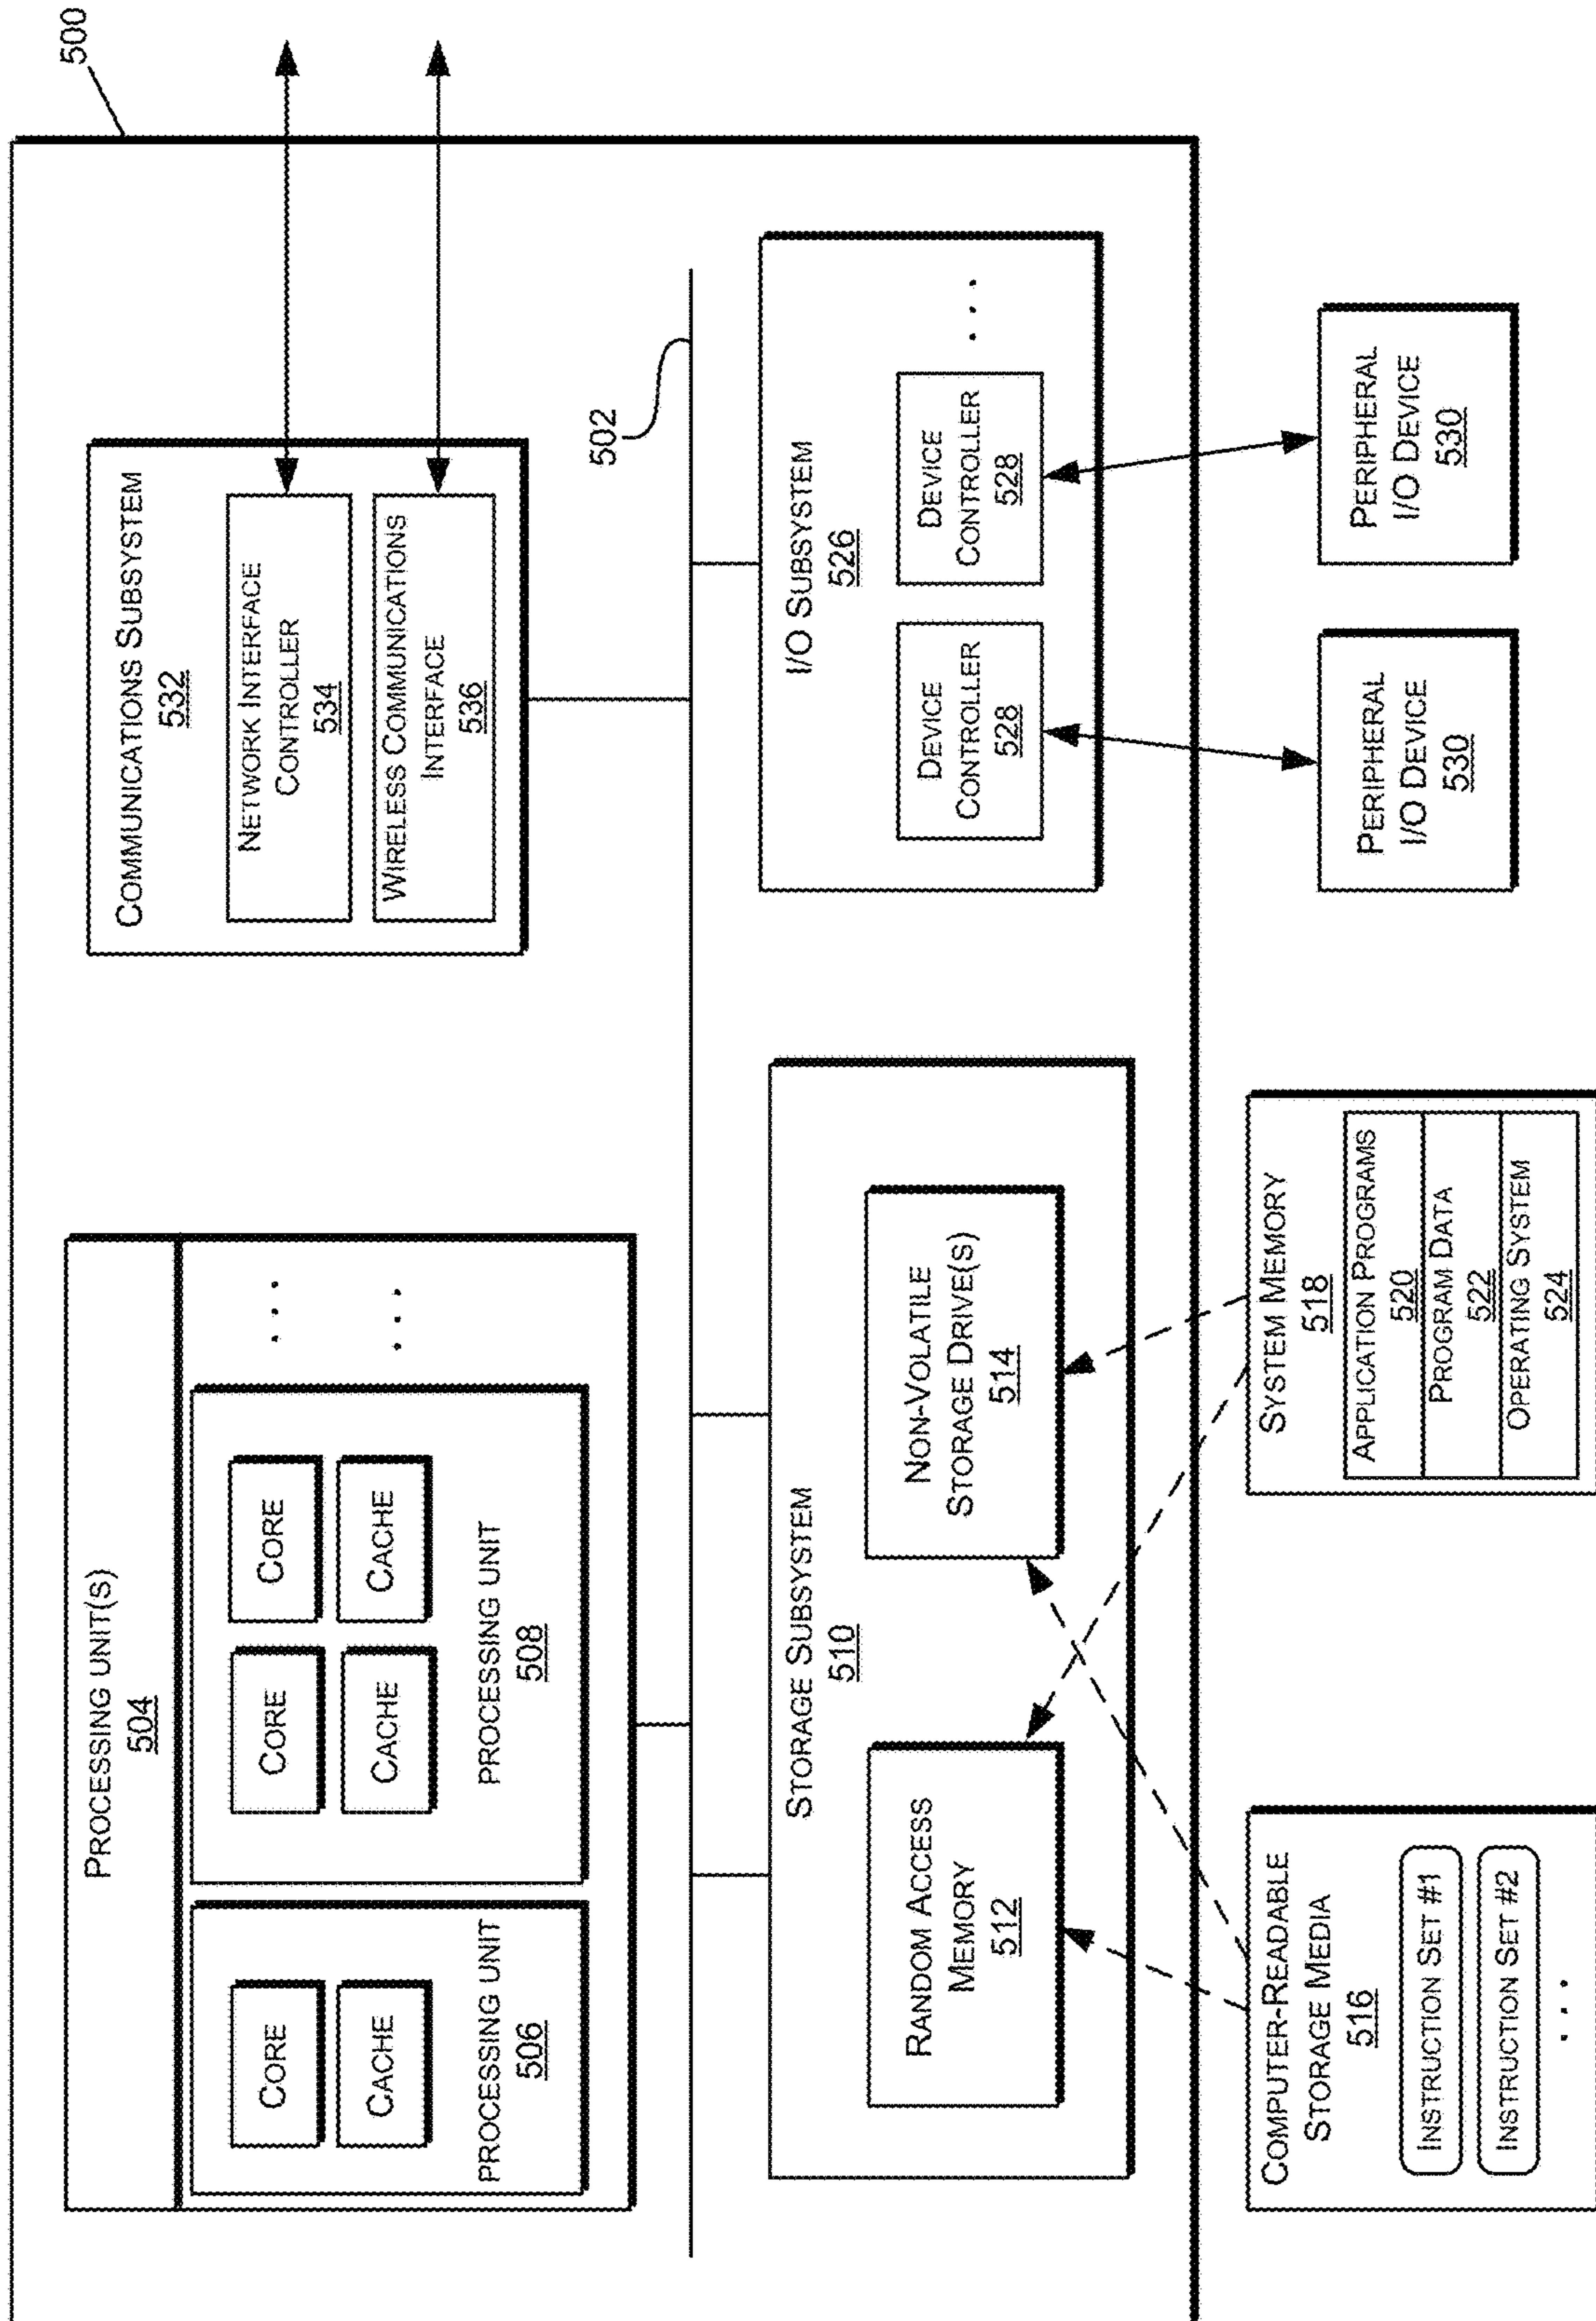 500
PROCESSING UNIT(S)
504
CORE
CACHE
PROCESSING UNIT
506
CORE
CORE
CACHE
CACHE
PROCESSING UNIT
508
. . .
. . .
COMMUNICATIONS SUBSYSTEM
532
NETWORK INTERFACE
CONTROLLER
534
WIRELESS COMMUNICATIONS
INTERFACE
536
502
STORAGE SUBSYSTEM
510
RANDOM ACCESS
MEMORY
512
NON-VOLATILE
STORAGE DRIVE(S)
514
I/O SUBSYSTEM
526
DEVICE
CONTROLLER
528
DEVICE
CONTROLLER
528
. . .
COMPUTER-READABLE
STORAGE MEDIA
516
INSTRUCTION SET #1
INSTRUCTION SET #2
. . .
SYSTEM MEMORY
518
APPLICATION PROGRAMS
520
PROGRAM DATA
522
OPERATING SYSTEM
524
PERIPHERAL
I/O DEVICE
530
PERIPHERAL
I/O DEVICE
530